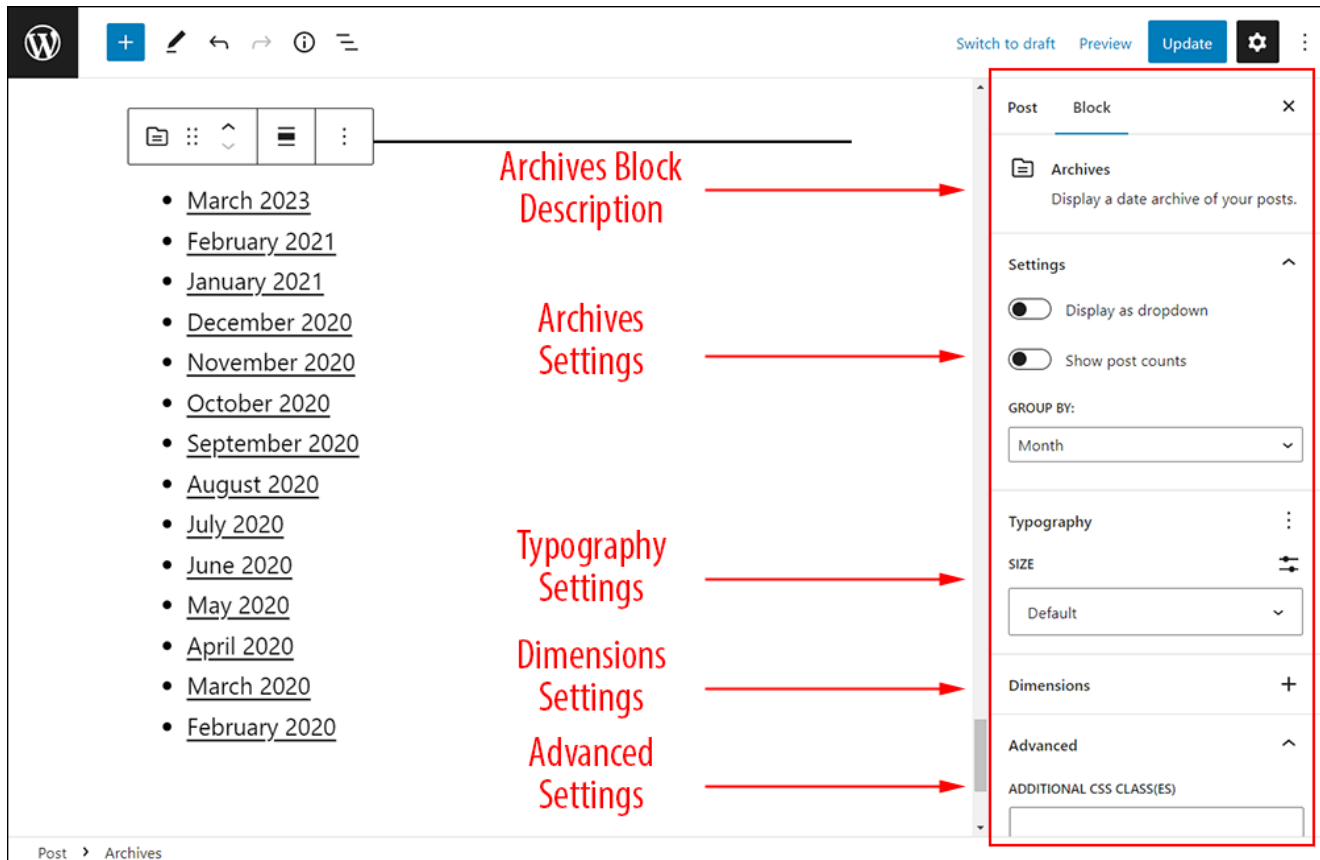 Switch to draft Preview Update
Post Block
Archives
Display a date archive of your posts.
Archives Block
Description
March 2023
February 2021
January 2021
December 2020
November 2020
October 2020
September 2020
August 2020
July 2020
June 2020
May 2020
April 2020
March 2020
February 2020
Archives
Settings
Typography
Settings
Dimensions
Settings
Advanced
Settings
Settings
Display as dropdown
Show post counts
GROUP BY:
Month
Typography
SIZE
Default
Dimensions
Advanced
ADDITIONAL CSS CLASS(ES)
Post > Archives